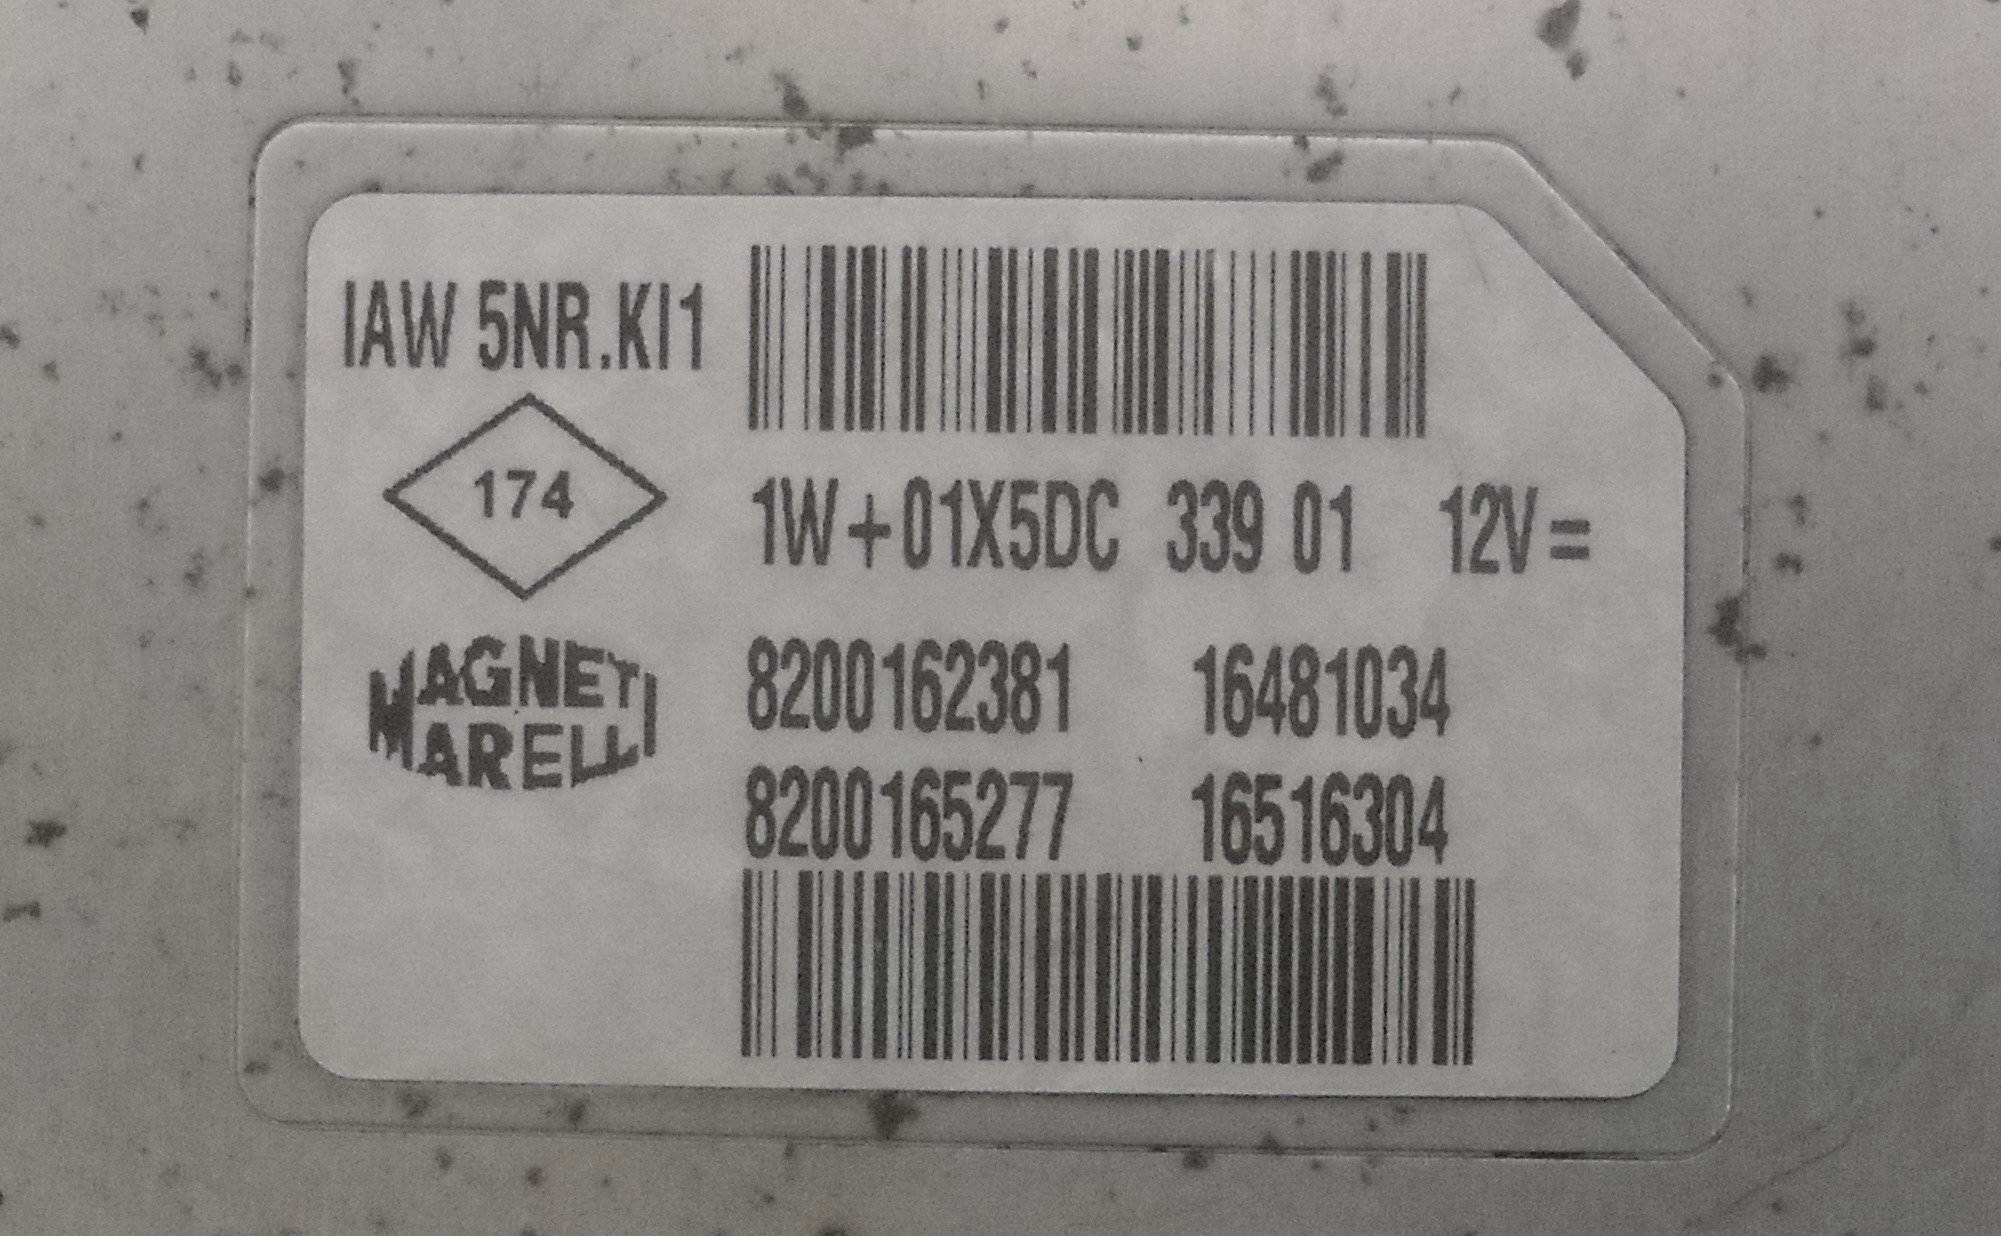 IAW 5NR.KI1
174
1W+01X5DC 339 01 12V=
MAGNETI
MARELLI
8200162381 16481034
8200165277 16516304